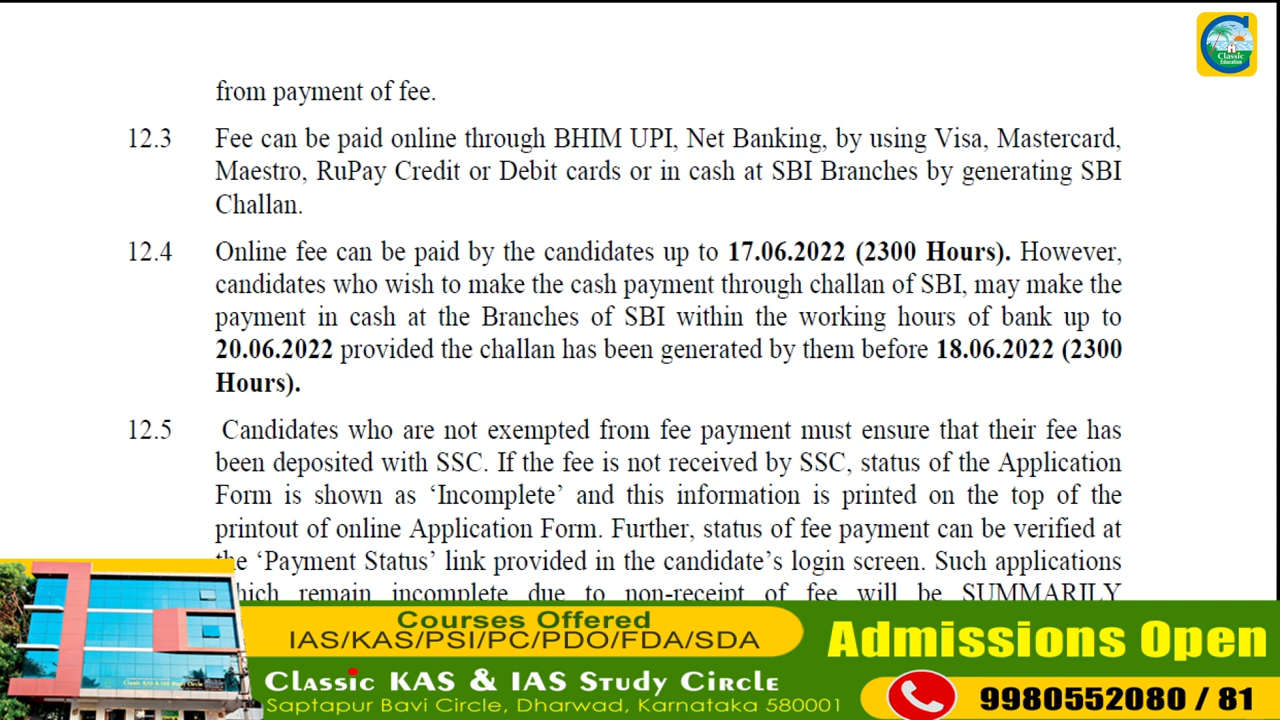 Classic
Education
from payment of fee.
12.3 Fee can be paid online through BHIM UPI, Net Banking, by using Visa, Mastercard,
Maestro, RuPay Credit or Debit cards or in cash at SBI Branches by generating SBI
Challan.
12.4 Online fee can be paid by the candidates up to 17.06.2022 (2300 Hours). However,
candidates who wish to make the cash payment through challan of SBI, may make the
payment in cash at the Branches of SBI within the working hours of bank up to
20.06.2022 provided the challan has been generated by them before 18.06.2022 (2300
Hours).
12.5 Candidates who are not exempted from fee payment must ensure that their fee has
been deposited with SSC. If the fee is not received by SSC, status of the Application
Form is shown as ‘Incomplete’ and this information is printed on the top of the
printout of online Application Form. Further, status of fee payment can be verified at
the ‘Payment Status’ link provided in the candidate’s login screen. Such applications
which remain incomplete due to non-receipt of fee will be SUMMARILY
Courses Offered
IAS/KAS/PSI/PC/PDO/FDA/SDA
Admissions Open
Classic KAS & IAS Study Circle
Classic KAS & IAS Study Circle
Saptapur Bavi Circle, Dharwad, Karnataka 580001
9980552080 / 81